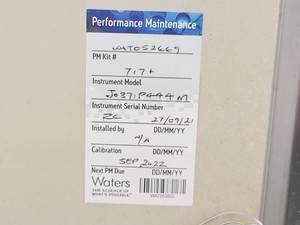 Performance Maintenance
WAT052669
PM Kit #
717+
Instrument Model
J0371P444M
Instrument Serial Number
ZC 27/09/21
Installed by DD/MM/YY
N/A
Calibration DD/MM/YY
SEP 2022
Next PM Due DD/MM/YY
Waters
THE SCIENCE OF
WHAT'S POSSIBLE.